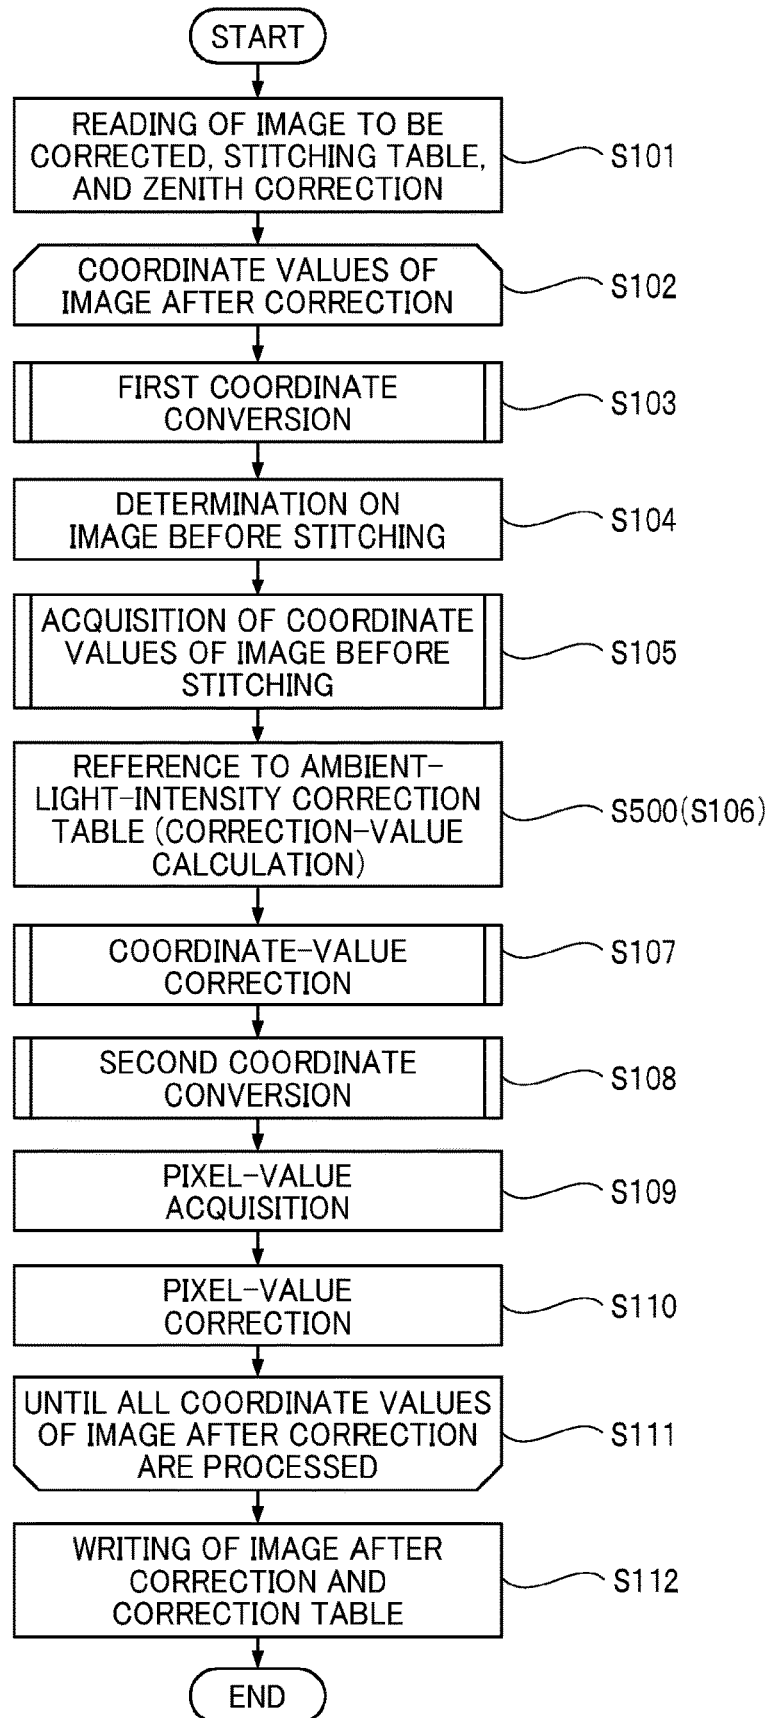 START
READING OF IMAGE TO BE
CORRECTED, STITCHING TABLE,
AND ZENITH CORRECTION
S101
COORDINATE VALUES OF
IMAGE AFTER CORRECTION
S102
FIRST COORDINATE
CONVERSION
S103
DETERMINATION ON
IMAGE BEFORE STITCHING
S104
ACQUISITION OF COORDINATE
VALUES OF IMAGE BEFORE
STITCHING
S105
REFERENCE TO AMBIENT-
LIGHT-INTENSITY CORRECTION
TABLE (CORRECTION-VALUE
CALCULATION)
S500(S106)
COORDINATE-VALUE
CORRECTION
S107
SECOND COORDINATE
CONVERSION
S108
PIXEL-VALUE
ACQUISITION
S109
PIXEL-VALUE
CORRECTION
S110
UNTIL ALL COORDINATE VALUES
OF IMAGE AFTER CORRECTION
ARE PROCESSED
S111
WRITING OF IMAGE AFTER
CORRECTION AND
CORRECTION TABLE
S112
END